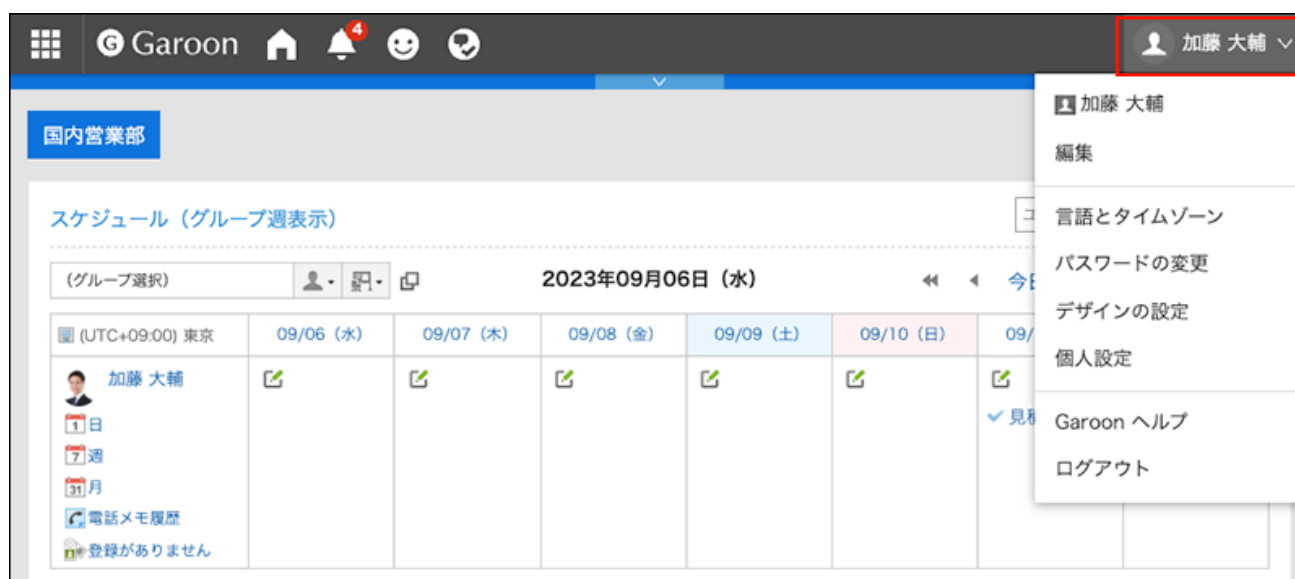 G Garoon 4 加藤 大輔
加藤 大輔
編集
言語とタイムゾーン
パスワードの変更
デザインの設定
個人設定
Garoon ヘルプ
ログアウト
国内営業部
スケジュール（グループ週表示）
（グループ選択） 2023年09月06日（水） 今日
(UTC+09:00) 東京 09/06（水） 09/07（木） 09/08（金） 09/09（土） 09/10（日） 09/
加藤 大輔
1 日
7 週
31 月
電話メモ履歴
登録がありません
見積